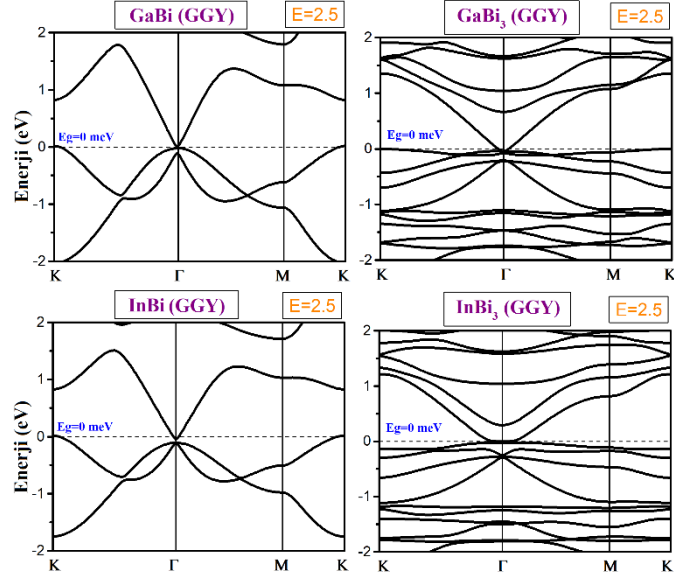 GaBi (GGY) E=2.5 GaBi₃ (GGY) E=2.5
2 2
1 1
Eg=0 meV Eg=0 meV
0 0
-1 -1
-2 -2
Enerji (eV)
K Γ M K K Γ M K
InBi (GGY) E=2.5 InBi₃ (GGY) E=2.5
2 2
1 1
Eg=0 meV Eg=0 meV
0 0
-1 -1
-2 -2
Enerji (eV)
K Γ M K K Γ M K